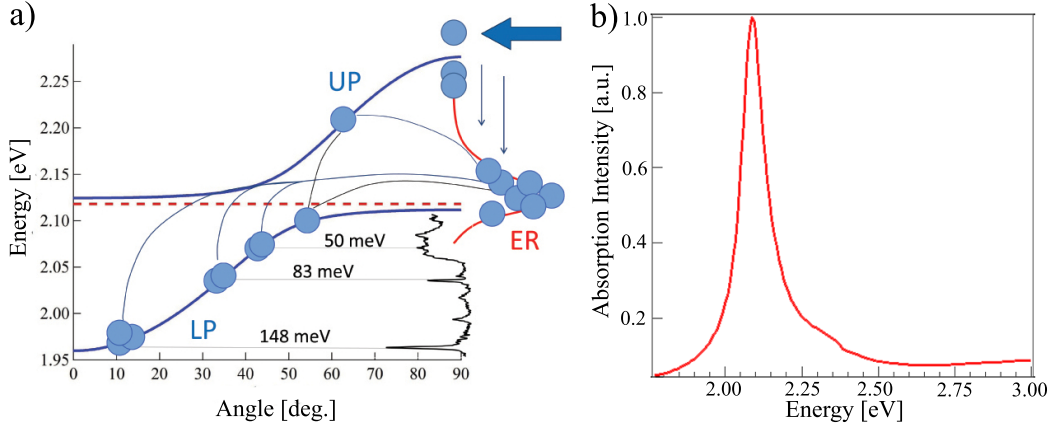 a)
Energy [eV]
2.25
2.20
2.15
2.10
2.05
2.00
1.95
UP
LP
ER
50 meV
83 meV
148 meV
0 10 20 30 40 50 60 70 80 90
Angle [deg.]
b)
Absorption Intensity [a.u.]
1.0
0.8
0.6
0.4
0.2
2.00 2.25 2.50 2.75 3.00
Energy [eV]